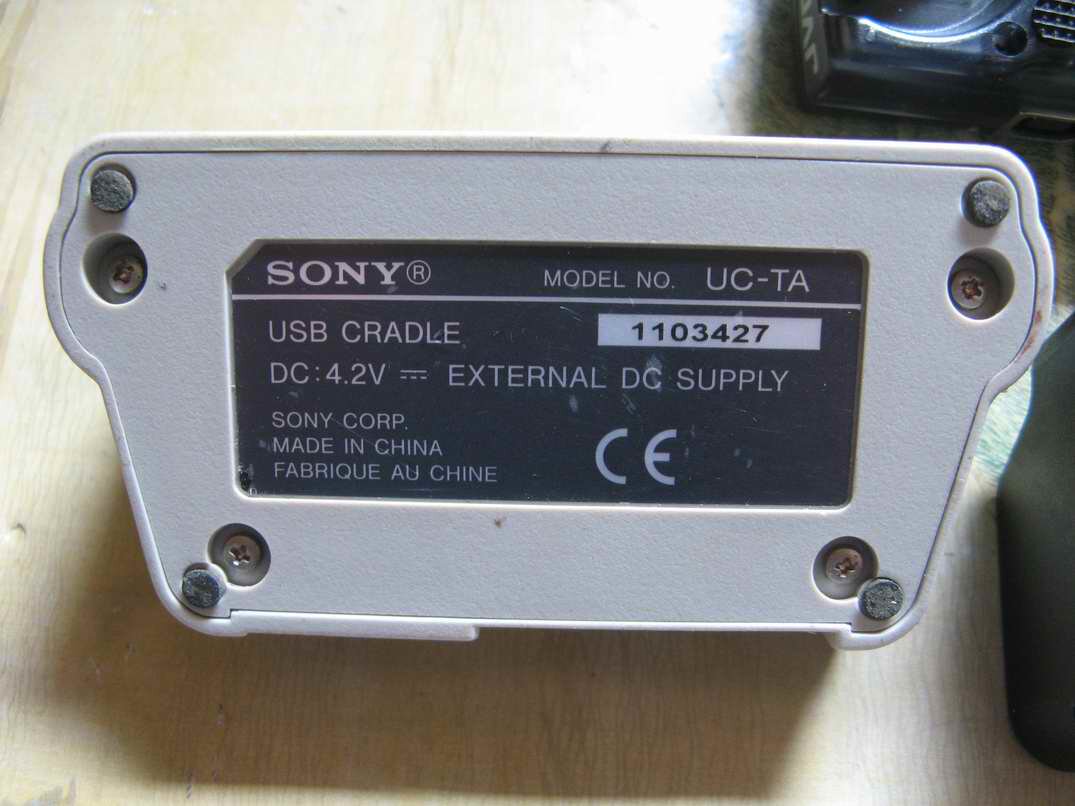 SONY® MODEL NO. UC-TA
USB CRADLE 1103427
DC:4.2V ⎓ EXTERNAL DC SUPPLY
SONY CORP.
MADE IN CHINA
FABRIQUE AU CHINE
CE